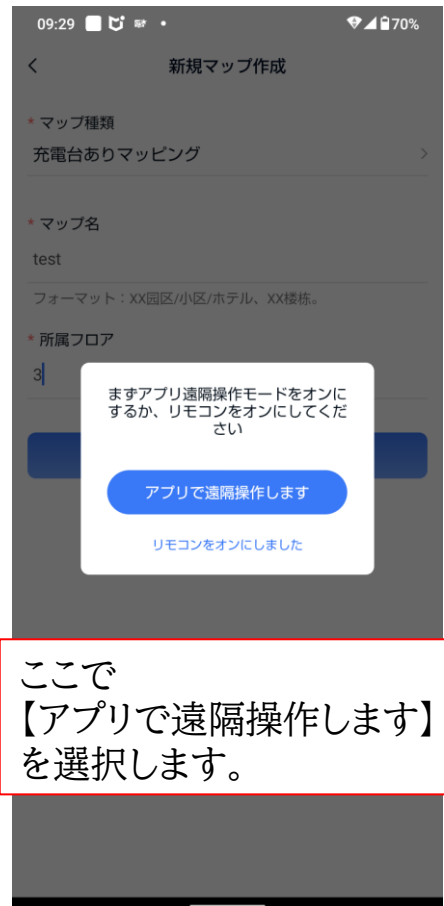 09:29
70%
新規マップ作成
* マップ種類
充電台ありマッピング
* マップ名
test
フォーマット：XX园区/小区/ホテル、XX楼栋。
* 所属フロア
3
まずアプリ遠隔操作モードをオンに
するか、リモコンをオンにしてくだ
さい
アプリで遠隔操作します
リモコンをオンにしました
ここで
【アプリで遠隔操作します】
を選択します。